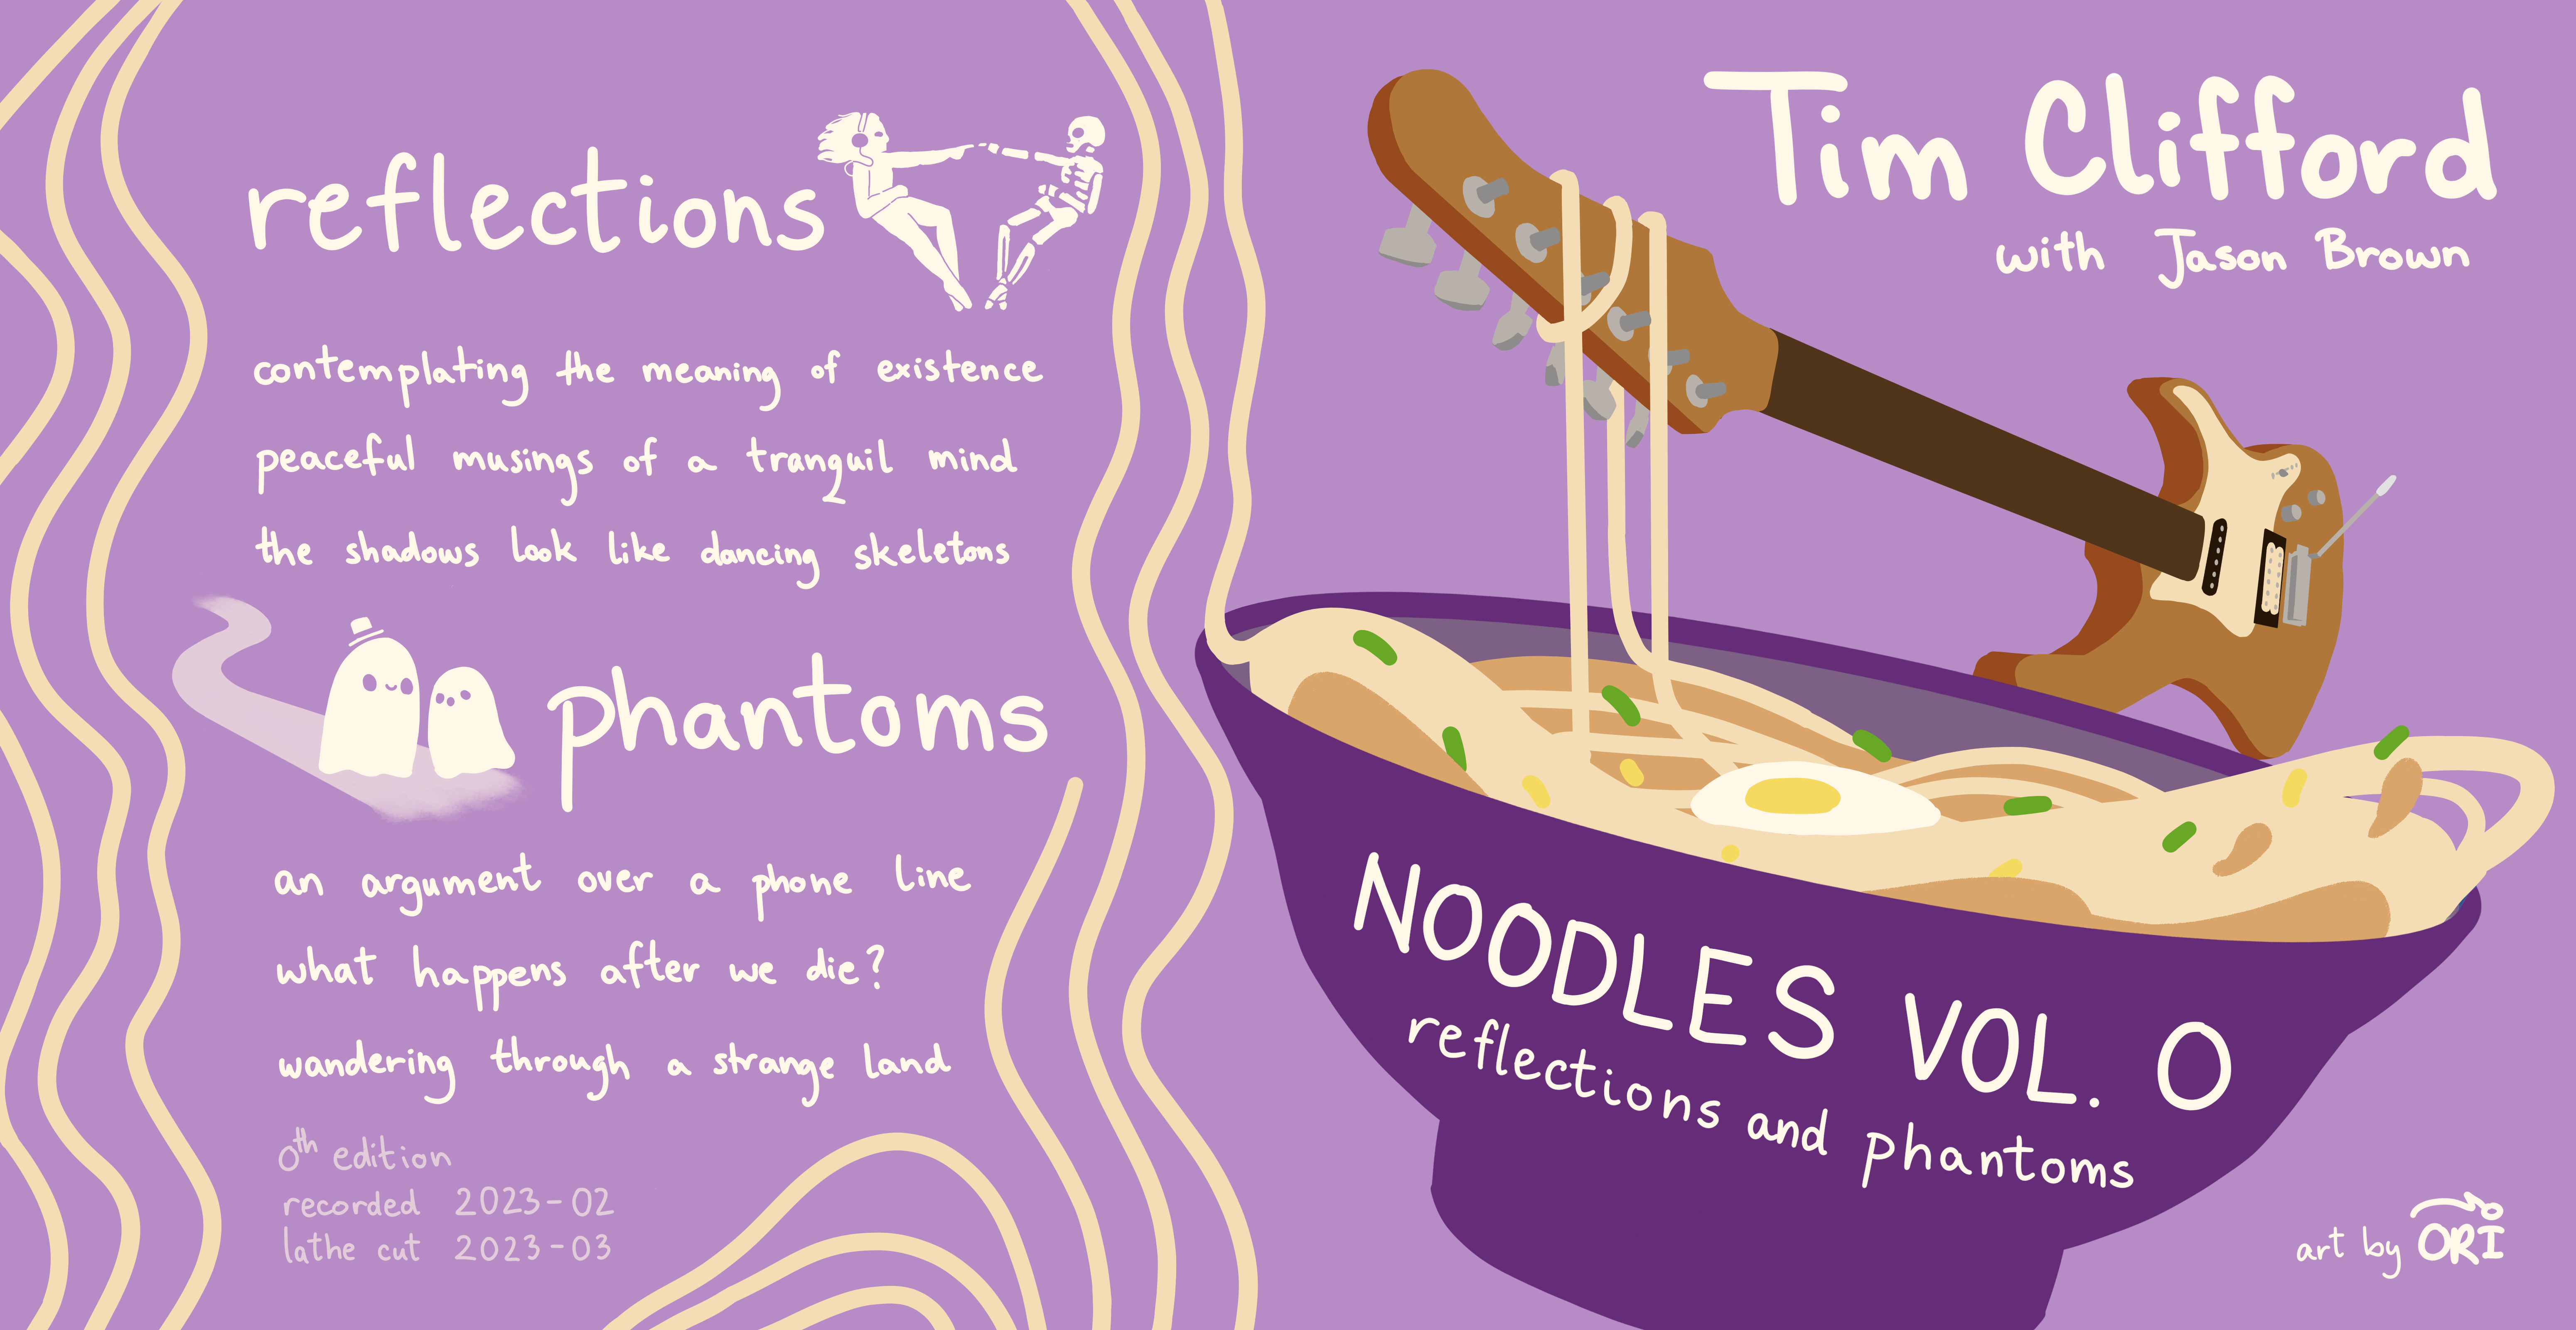 reflections
contemplating the meaning of existence
peaceful musings of a tranquil mind
the shadows look like dancing skeletons
phantoms
an argument over a phone line
what happens after we die?
wandering through a strange land
0th edition
recorded 2023-02
lathe cut 2023-03
Tim Clifford
with Jason Brown
NOODLES VOL. 0
reflections and phantoms
art by ORI